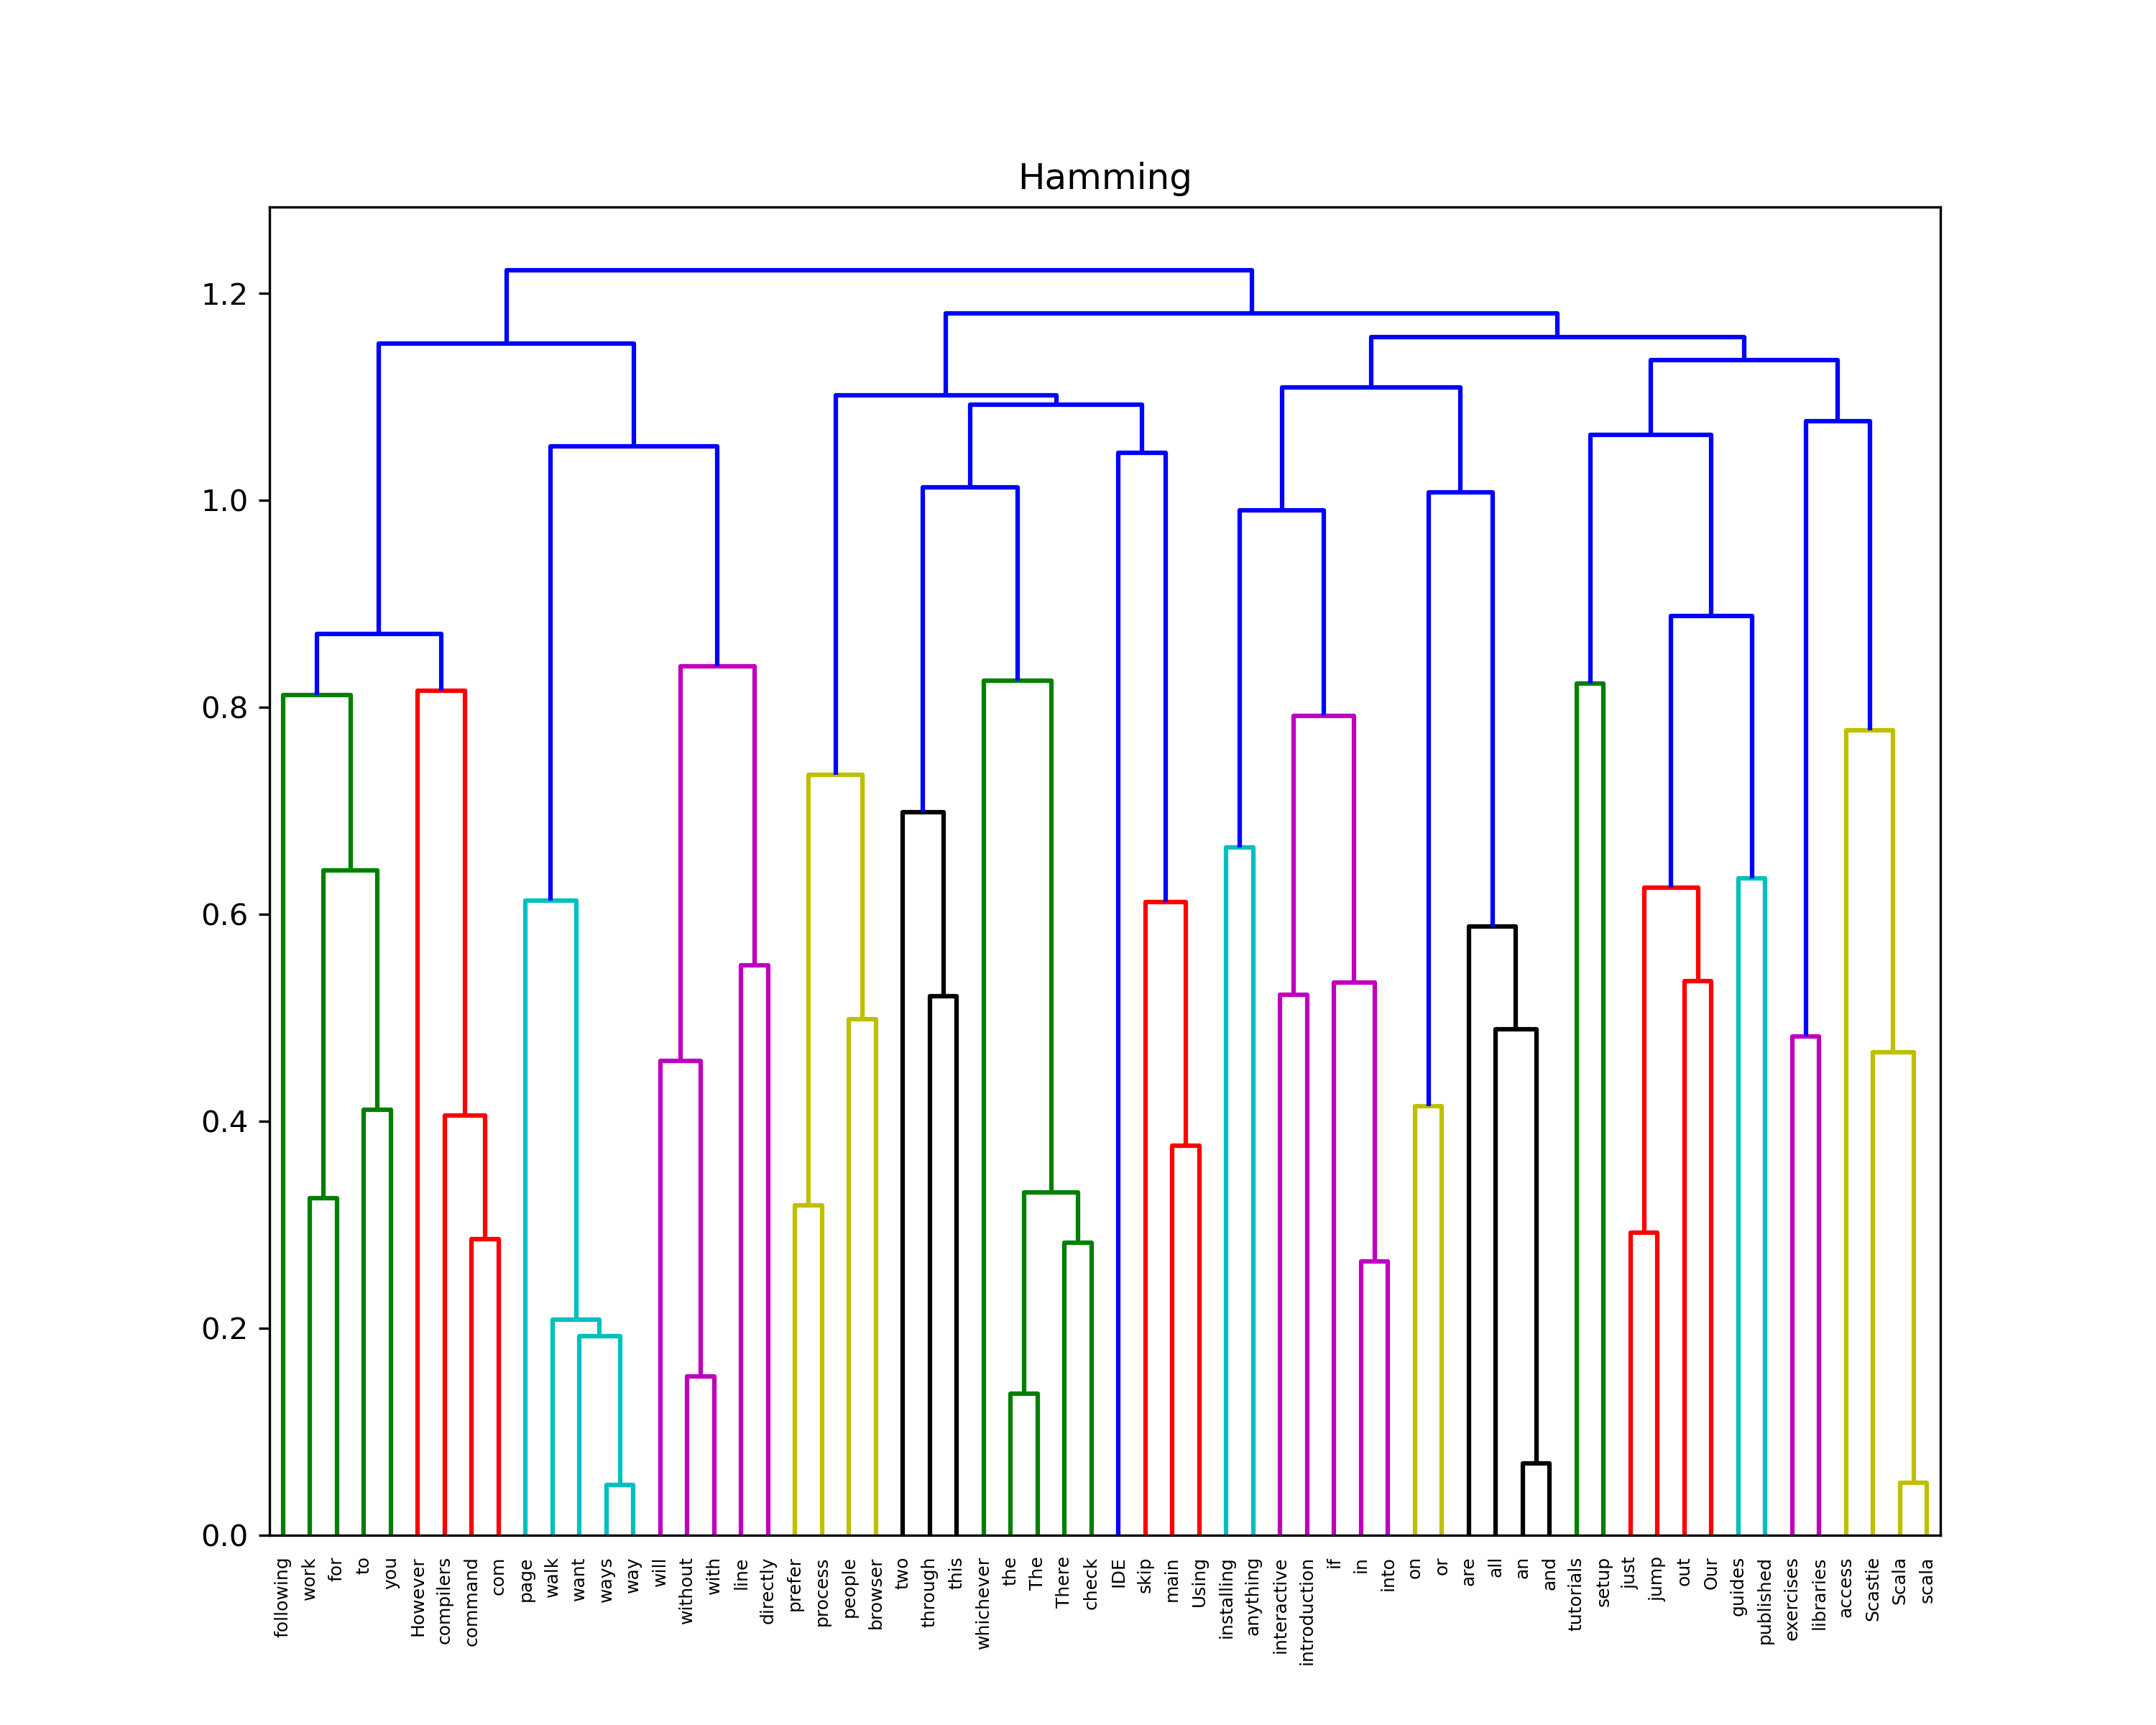 Hamming
1.2
1.0
0.8
0.6
0.4
0.2
0.0
following
work
for
to
you
However
compilers
command
com
page
walk
want
ways
way
will
without
with
line
directly
prefer
process
people
browser
two
through
this
whichever
the
The
There
check
IDE
skip
main
Using
installing
anything
interactive
introduction
if
in
into
on
or
are
all
an
and
tutorials
setup
just
jump
out
Our
guides
published
exercises
libraries
access
Scastie
Scala
scala